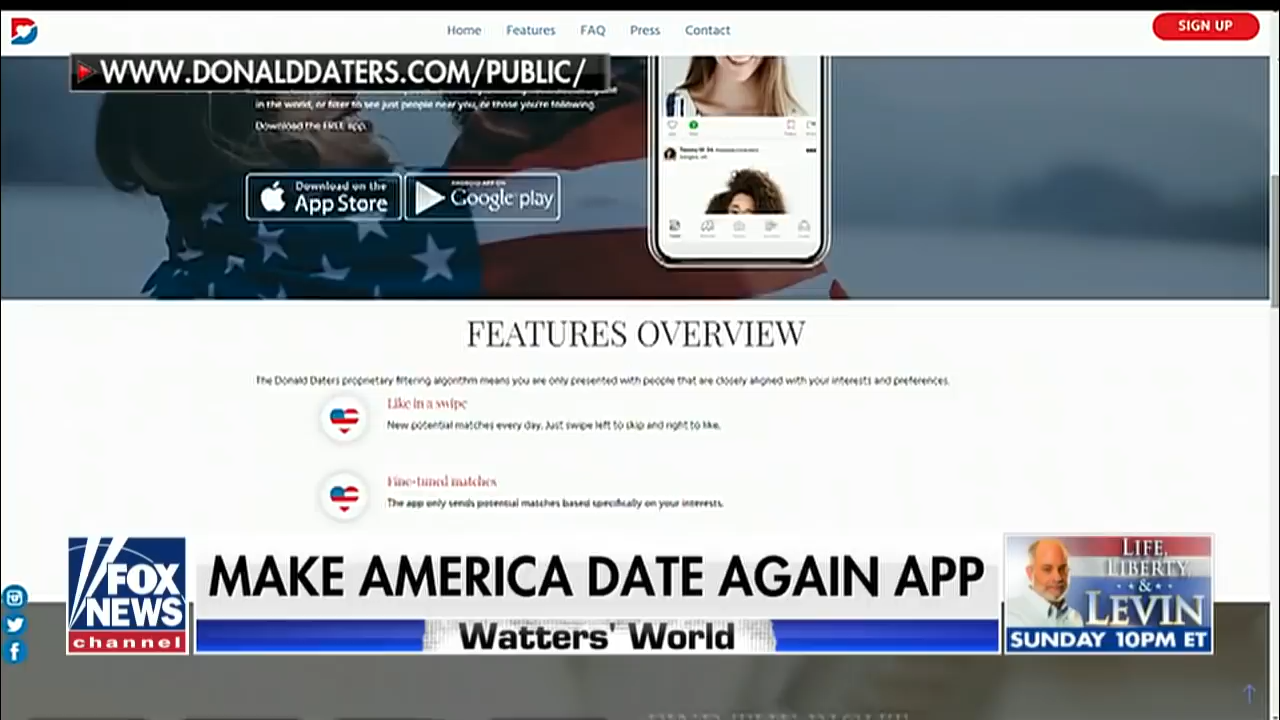 Home Features FAQ Press Contact
SIGN UP
WWW.DONALDDATERS.COM/PUBLIC/
in the world, or filter to see just people near you, or those you're following.
Download the FREE app.
Download on the
App Store
ANDROID APP ON
Google play
FEATURES OVERVIEW
The Donald Daters proprietary filtering algorithm means you are only presented with people that are closely aligned with your interests and preferences.
Like in a swipe
New potential matches every day. Just swipe left to skip and right to like.
Fine-tuned matches
The app only sends potential matches based specifically on your interests.
FOX
NEWS
channel
MAKE AMERICA DATE AGAIN APP
Watters' World
LIFE,
LIBERTY
&
LEVIN
SUNDAY 10PM ET